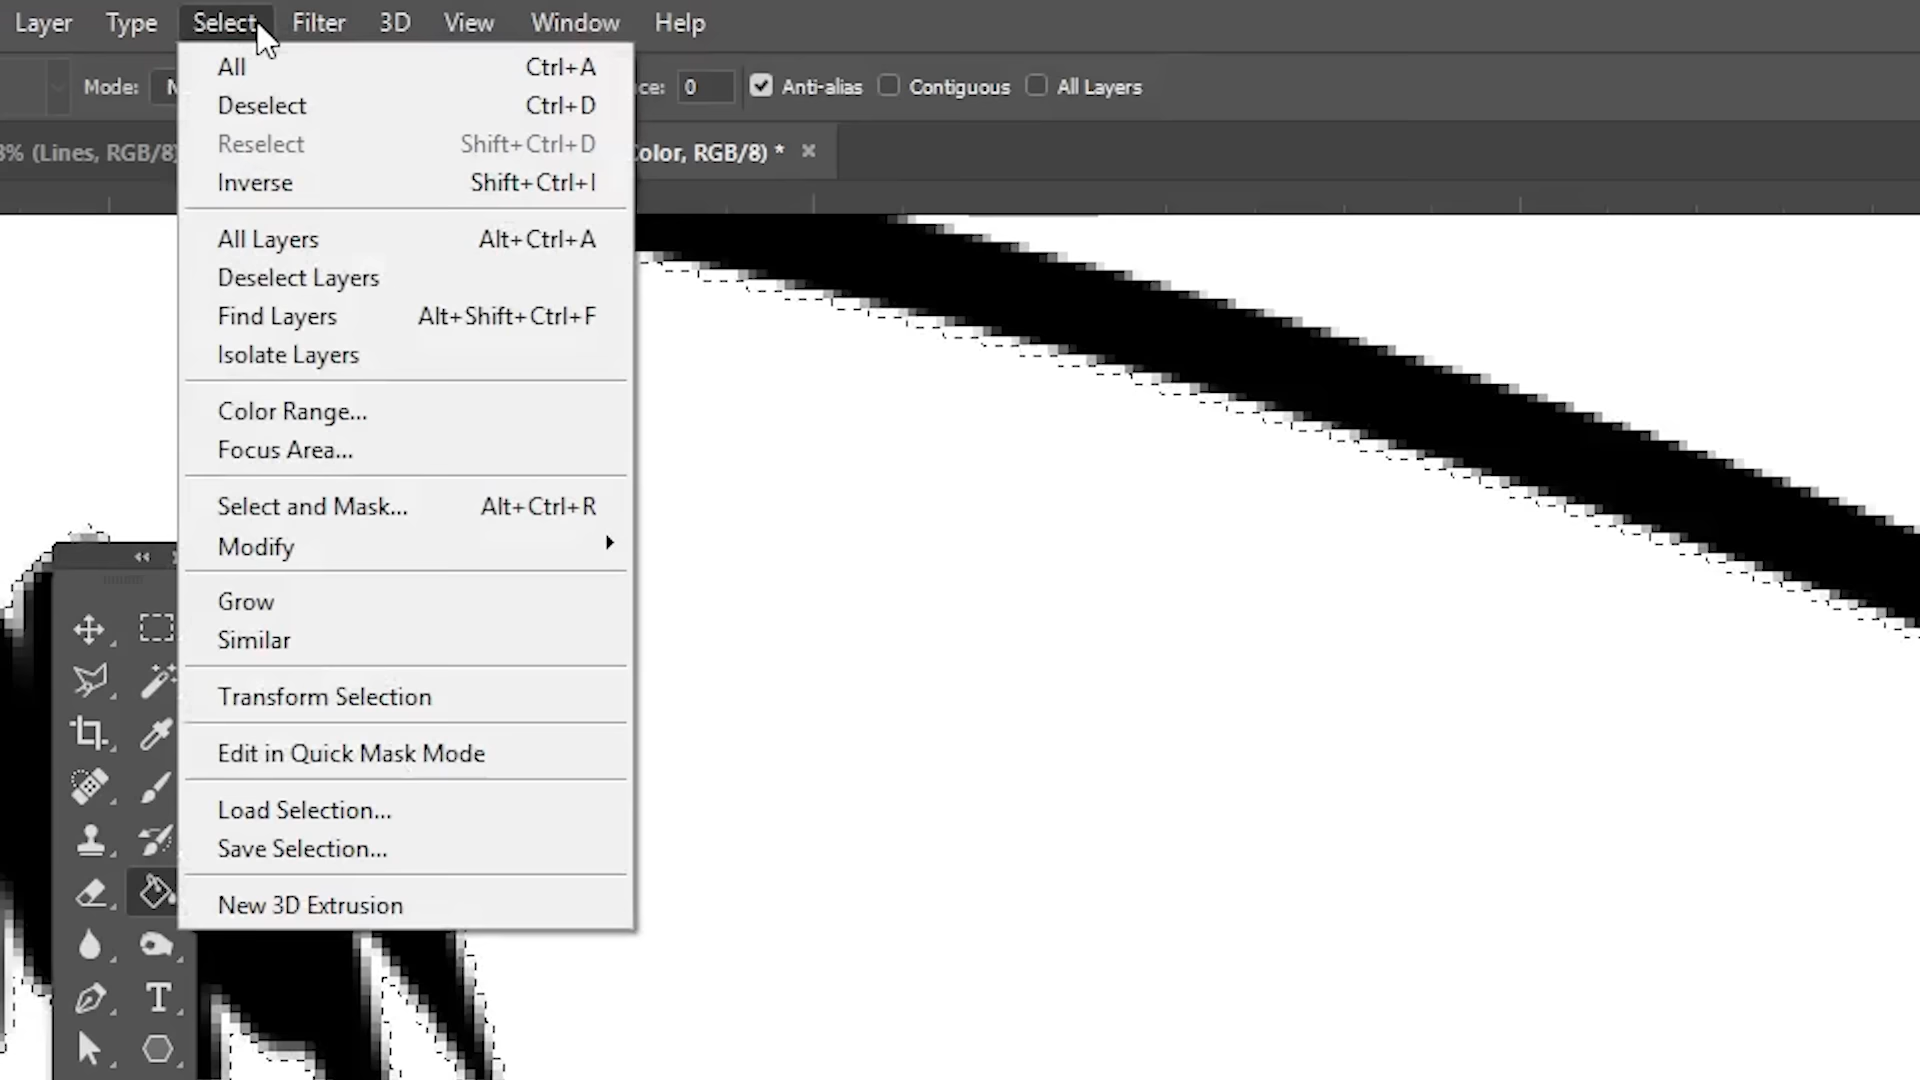 Layer Type Select Filter 3D View Window Help
Mode: 0 Anti-alias Contiguous All Layers
(Lines, RGB/8) RGB/8) *
All Ctrl+A
Deselect Ctrl+D
Reselect Shift+Ctrl+D
Inverse Shift+Ctrl+I
All Layers Alt+Ctrl+A
Deselect Layers
Find Layers Alt+Shift+Ctrl+F
Isolate Layers
Color Range...
Focus Area...
Select and Mask... Alt+Ctrl+R
Modify
Grow
Similar
Transform Selection
Edit in Quick Mask Mode
Load Selection...
Save Selection...
New 3D Extrusion